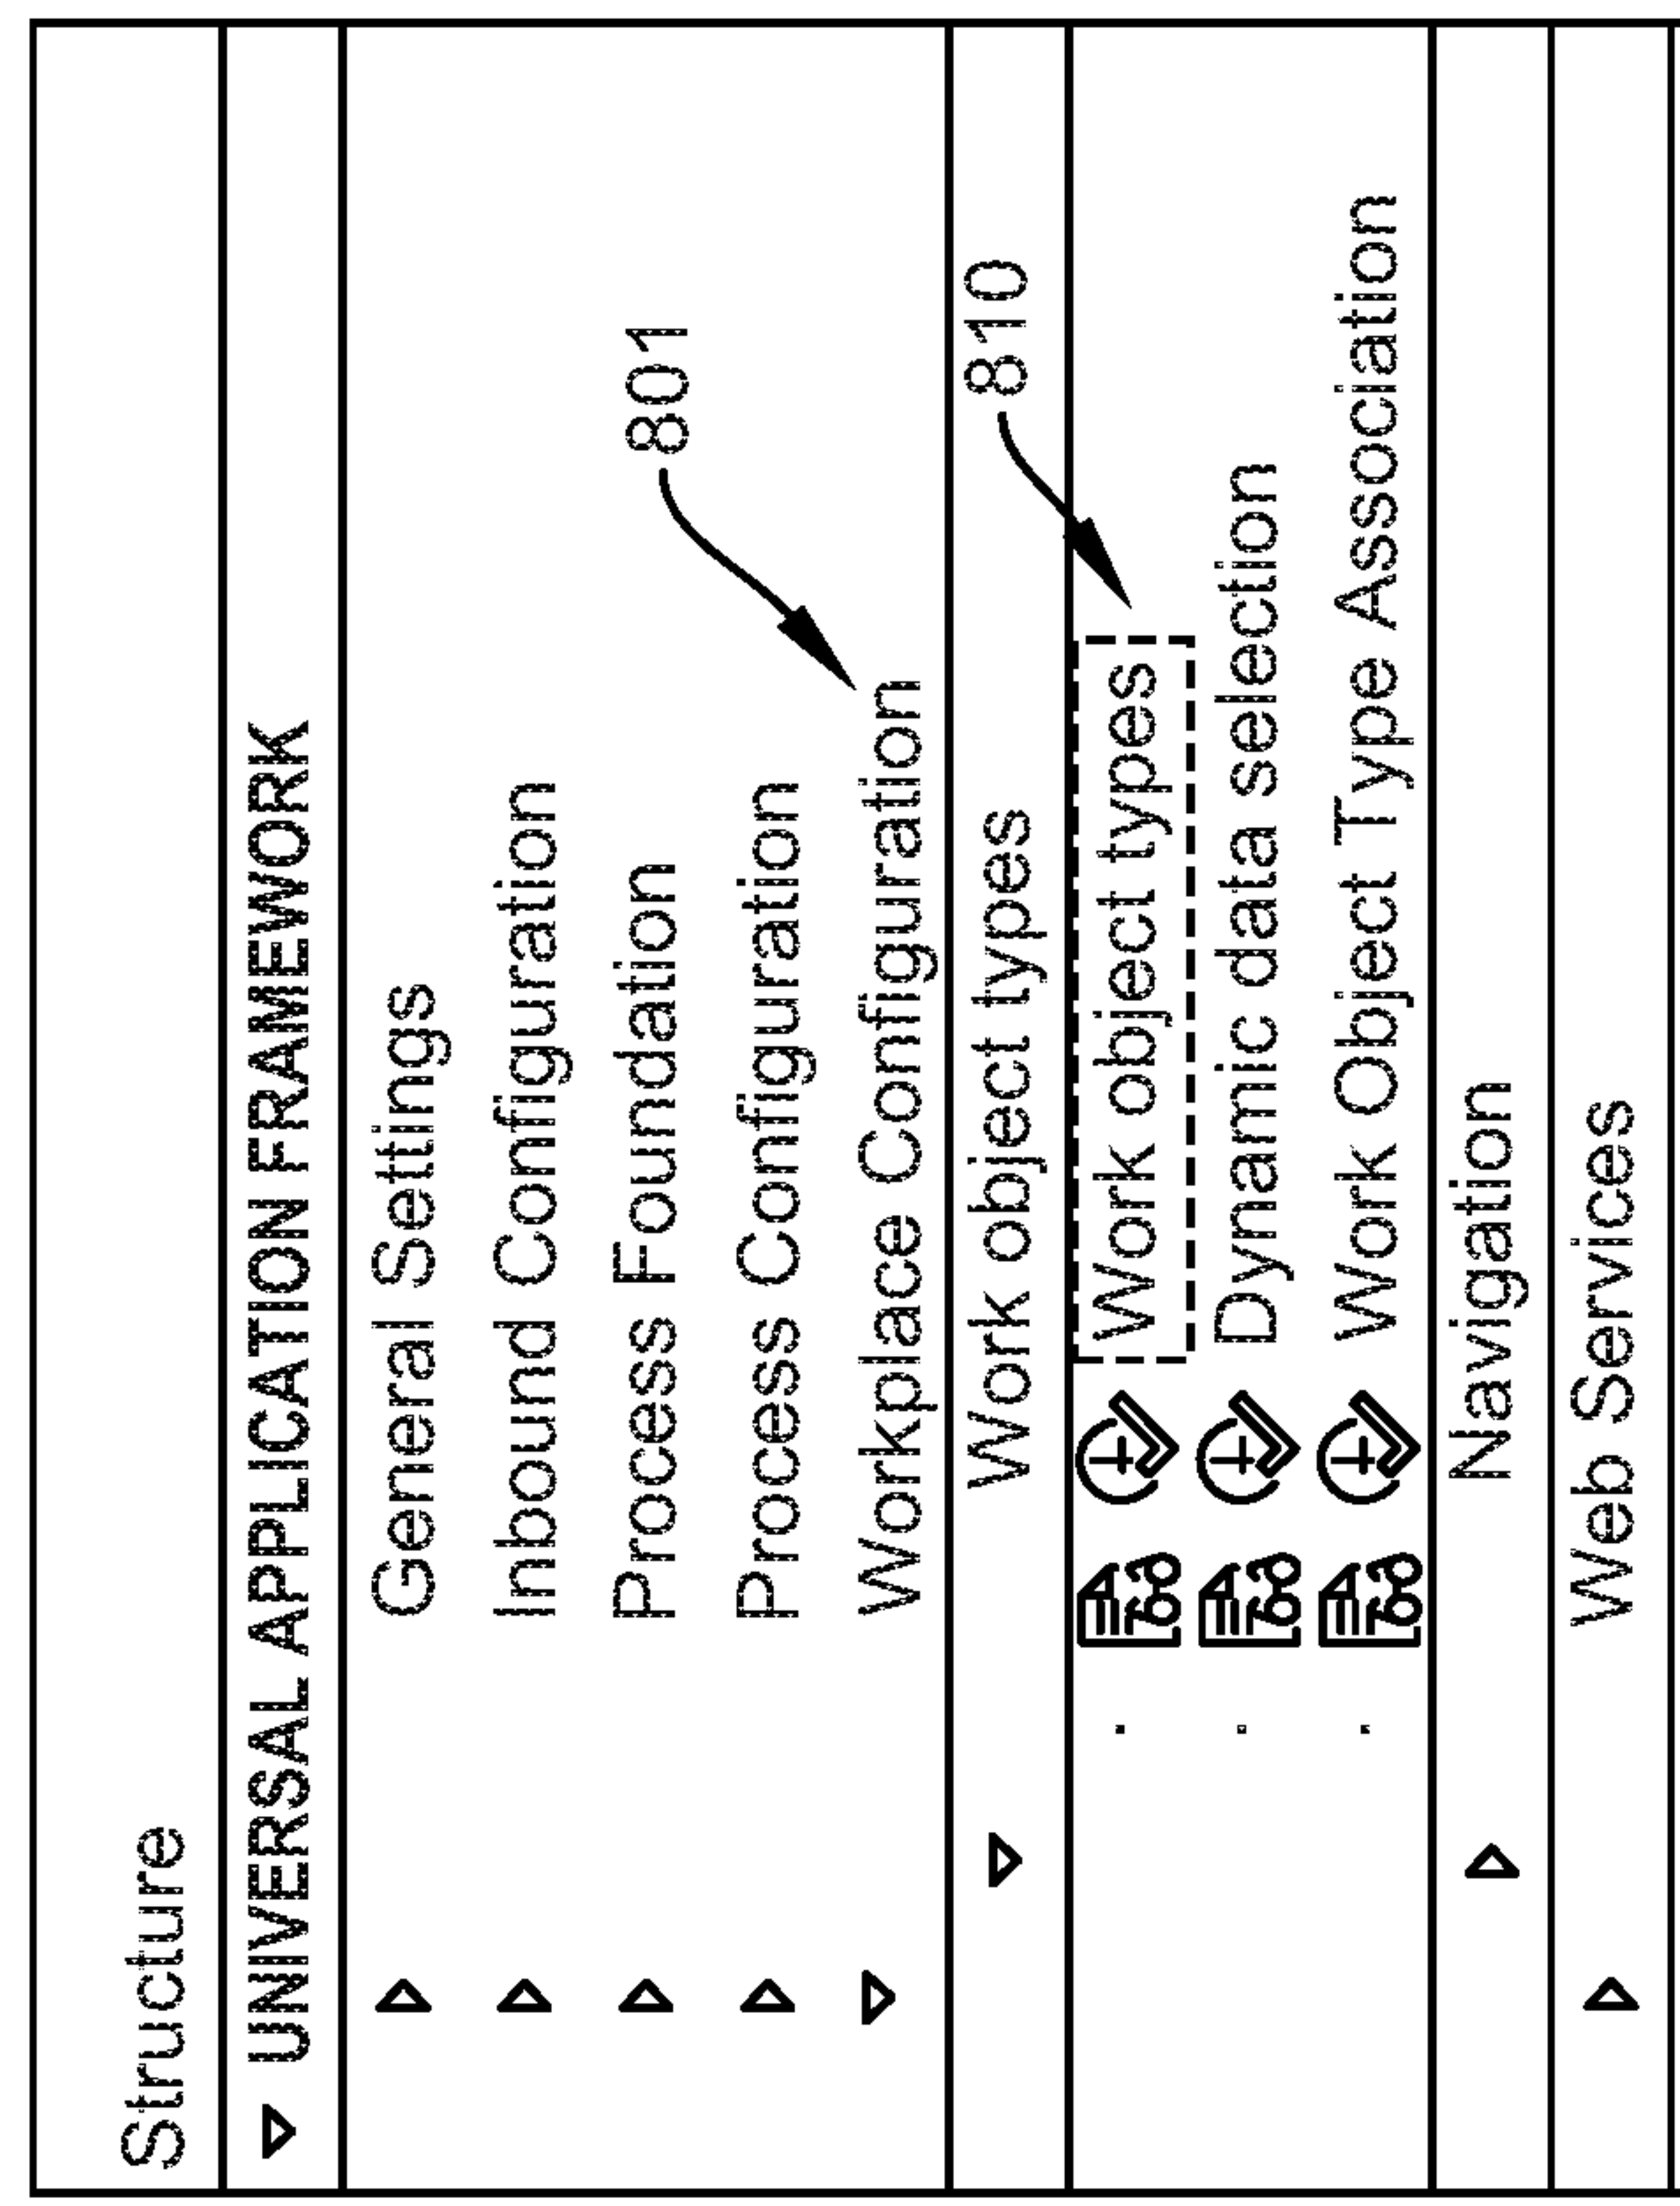 Structure
UNIVERSAL APPLICATION FRAMEWORK
General Settings
Inbound Configuration
Process Foundation
801
Process Configuration
Workplace Configuration
Work object types
810
Work object types
Dynamic data selection
Work Object Type Association
Navigation
Web Services